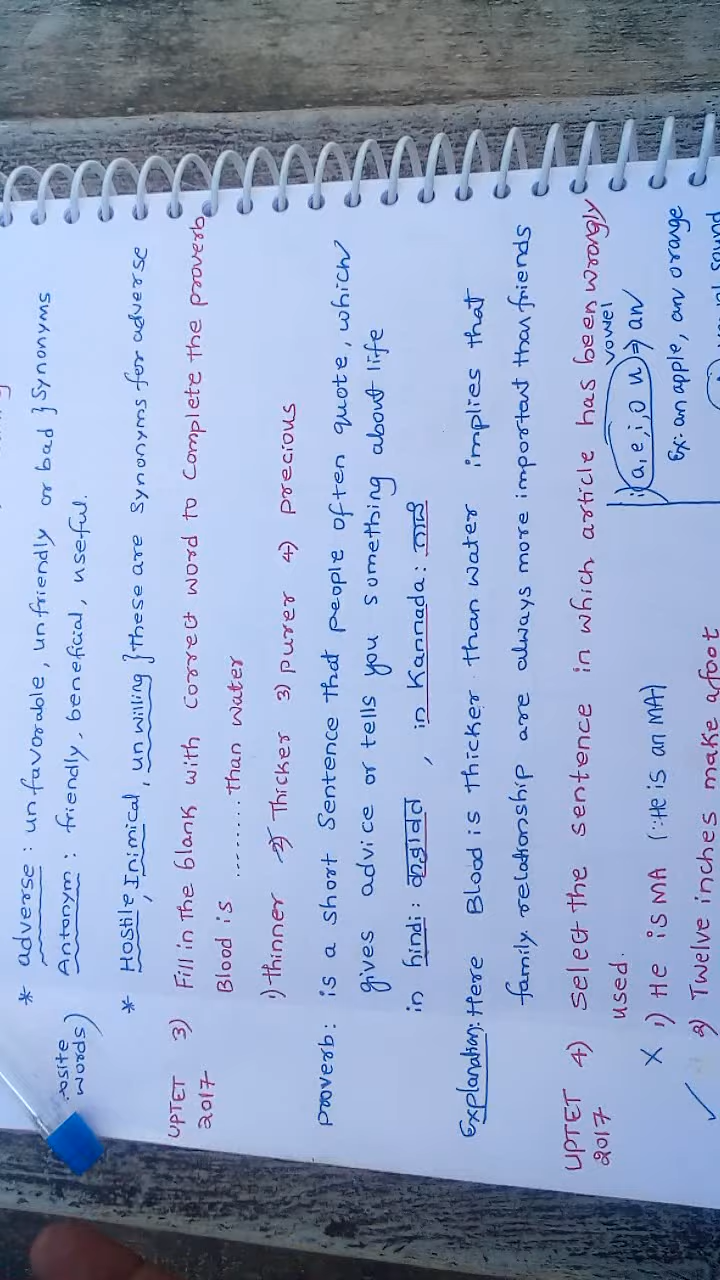 * adverse : unfavorable, unfriendly or bad } Synonyms
osite words) Antonym : friendly, beneficial, useful.
* Hostile, Inimical, unwilling } these are synonyms for adverse
UPTET 2017 3) Fill in the blank with correct word to complete the proverb
Blood is ........ than water
1) thinner 2) Thicker 3) purer 4) precious
proverb: is a short sentence that people often quote, which
gives advice or tells you something about life
in hindi : कहावत , in Kannada : ಗಾದೆ
Explanation: Here Blood is thicker than water implies that
family relationship are always more important than friends
UPTET 2017 4) select the sentence in which article has been wrongly
used.
X 1) He is MA (∵He is an MA)
i) a, e, i, o u => an
vowel
Ex: an apple, an orange
2) Twelve inches make afoot
sound